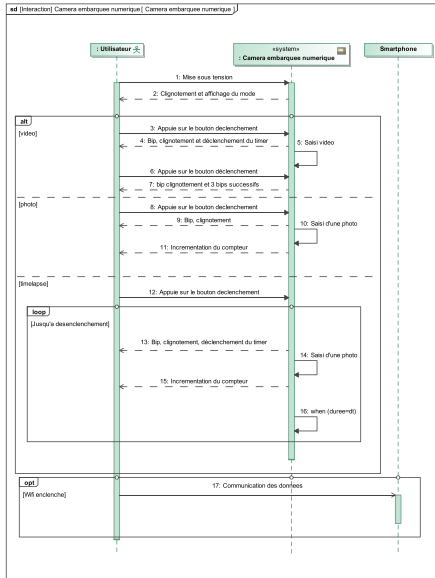 sd [Interaction] Camera embarquee numerique [ Camera embarquee numerique ]
: Utilisateur
«system»
: Camera embarquee numerique
Smartphone
1: Mise sous tension
2: Clignotement et affichage du mode
alt
[video]
3: Appuie sur le bouton declenchement
4: Bip, clignotement et déclenchement du timer
5: Saisi video
6: Appuie sur le bouton déclenchement
7: bip clignottement et 3 bips successifs
[photo]
8: Appuie sur le bouton declenchement
9: Bip, clignotement
10: Saisi d'une photo
11: Incrementation du compteur
[timelapse]
12: Appuie sur le bouton declenchement
loop
[Jusqu'a desenclenchement]
13: Bip, clignotement, déclenchement du timer
14: Saisi d'une photo
15: Incrementation du compteur
16: when (duree=dt)
opt
17: Communication des donnees
[Wifi enclenche]